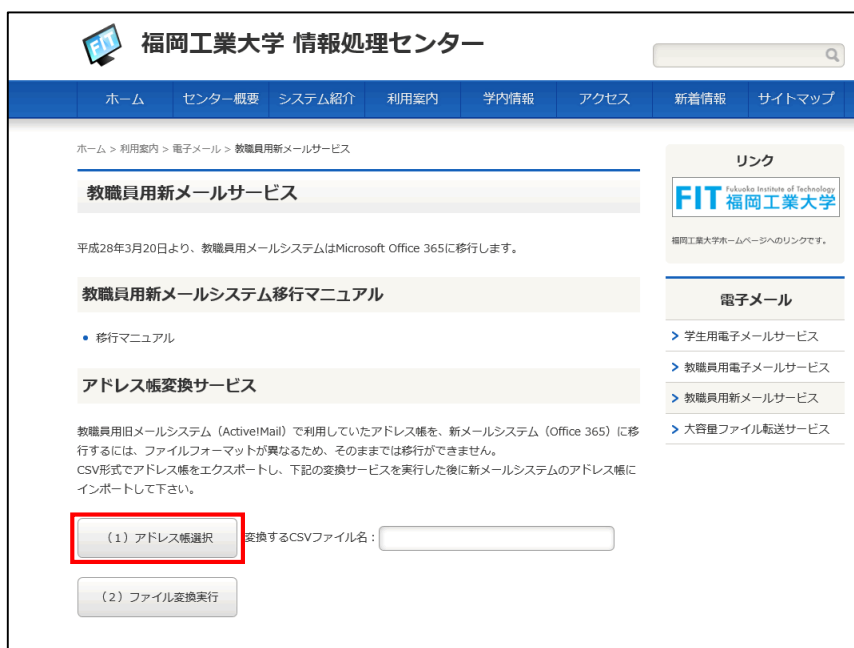 FIT 福岡工業大学 情報処理センター
ホーム センター概要 システム紹介 利用案内 学内情報 アクセス 新着情報 サイトマップ
ホーム > 利用案内 > 電子メール > 教職員用新メールサービス
教職員用新メールサービス
平成28年3月20日より、教職員用メールシステムはMicrosoft Office 365に移行します。
教職員用新メールシステム移行マニュアル
• 移行マニュアル
アドレス帳変換サービス
教職員用旧メールシステム（Active!Mail）で利用していたアドレス帳を、新メールシステム（Office 365）に移
行するには、ファイルフォーマットが異なるため、そのままでは移行ができません。
CSV形式でアドレス帳をエクスポートし、下記の変換サービスを実行した後に新メールシステムのアドレス帳に
インポートして下さい。
（1）アドレス帳選択 変換するCSVファイル名：
（2）ファイル変換実行
リンク
FIT Fukuoka Institute of Technology
福岡工業大学
福岡工業大学ホームページへのリンクです。
電子メール
> 学生用電子メールサービス
> 教職員用電子メールサービス
> 教職員用新メールサービス
> 大容量ファイル転送サービス